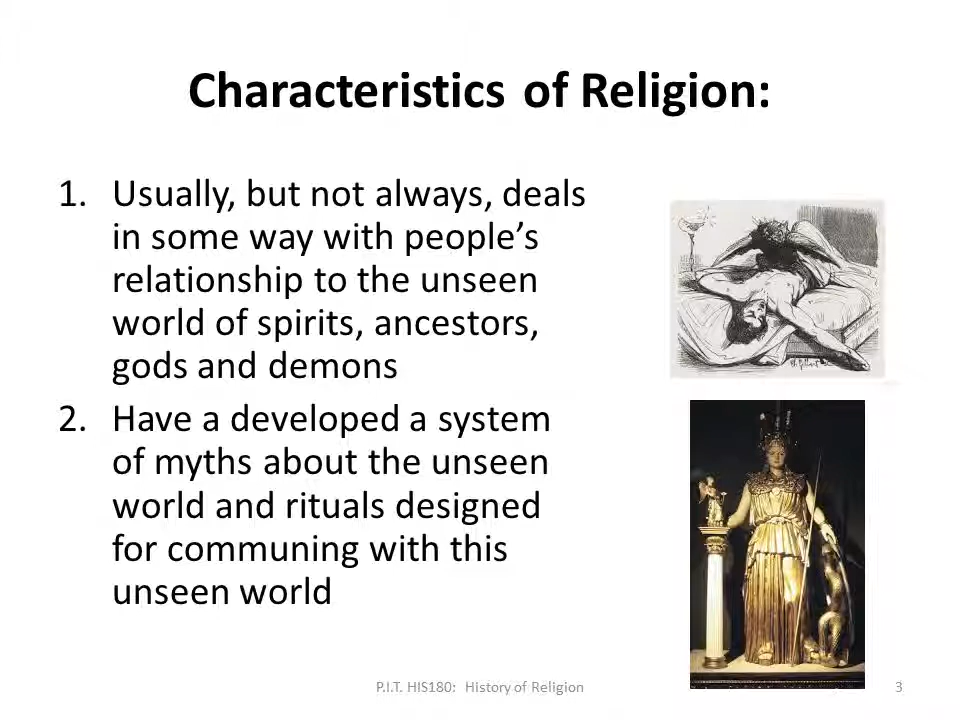 Characteristics of Religion:
1. Usually, but not always, deals
in some way with people’s
relationship to the unseen
world of spirits, ancestors,
gods and demons
2. Have a developed a system
of myths about the unseen
world and rituals designed
for communing with this
unseen world
P.I.T. HIS180: History of Religion
3